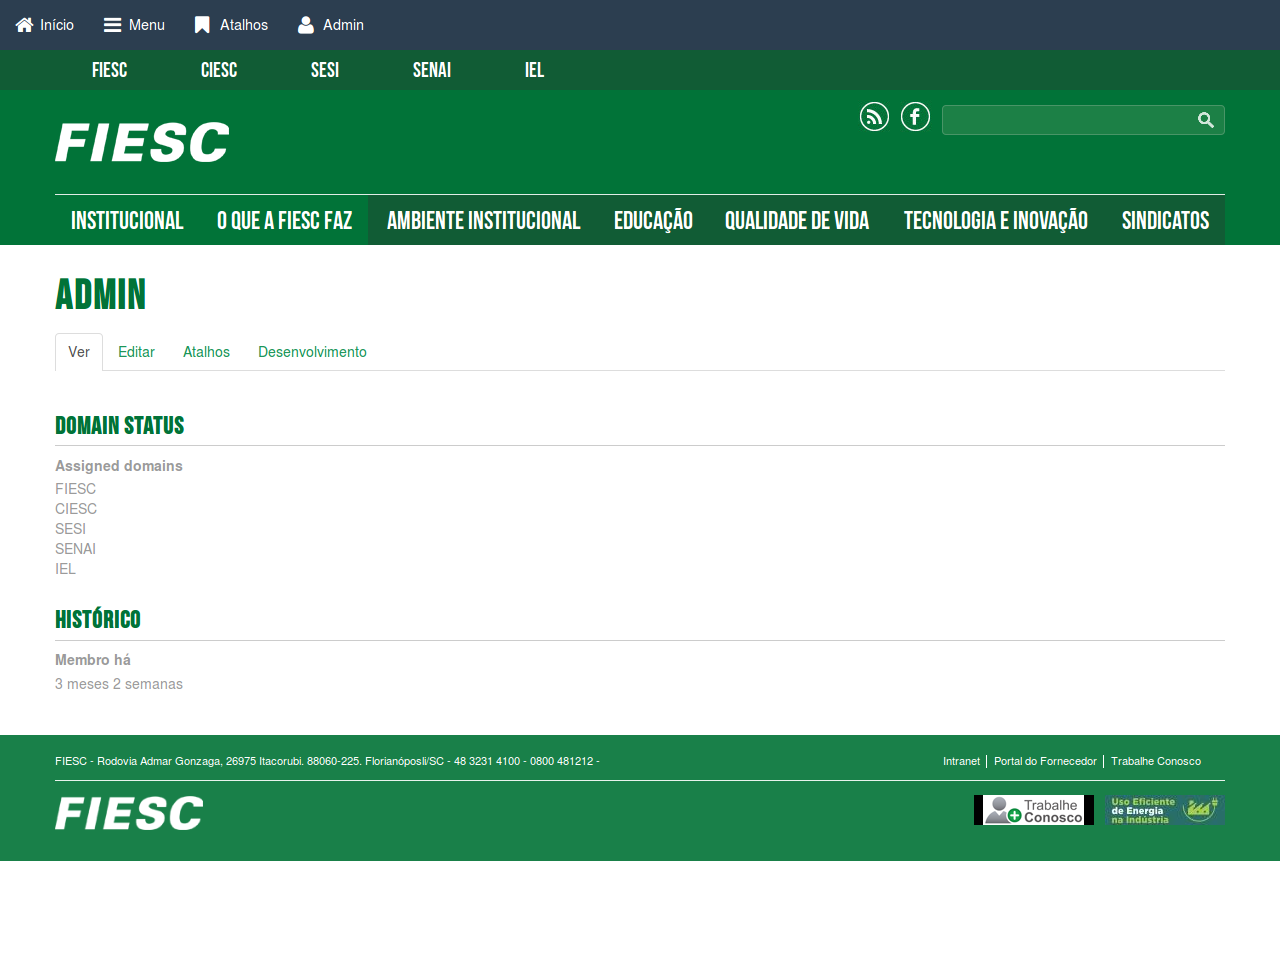 Início Menu Atalhos Admin
FIESC CIESC SESI SENAI IEL
FIESC
INSTITUCIONAL O QUE A FIESC FAZ AMBIENTE INSTITUCIONAL EDUCAÇÃO QUALIDADE DE VIDA TECNOLOGIA E INOVAÇÃO SINDICATOS
ADMIN
Ver Editar Atalhos Desenvolvimento
DOMAIN STATUS
Assigned domains
FIESC
CIESC
SESI
SENAI
IEL
HISTÓRICO
Membro há
3 meses 2 semanas
FIESC - Rodovia Admar Gonzaga, 26975 Itacorubi. 88060-225. Florianóposli/SC - 48 3231 4100 - 0800 481212 -
Intranet Portal do Fornecedor Trabalhe Conosco
FIESC
Trabalhe
Conosco
Uso Eficiente
de Energia
na Indústria